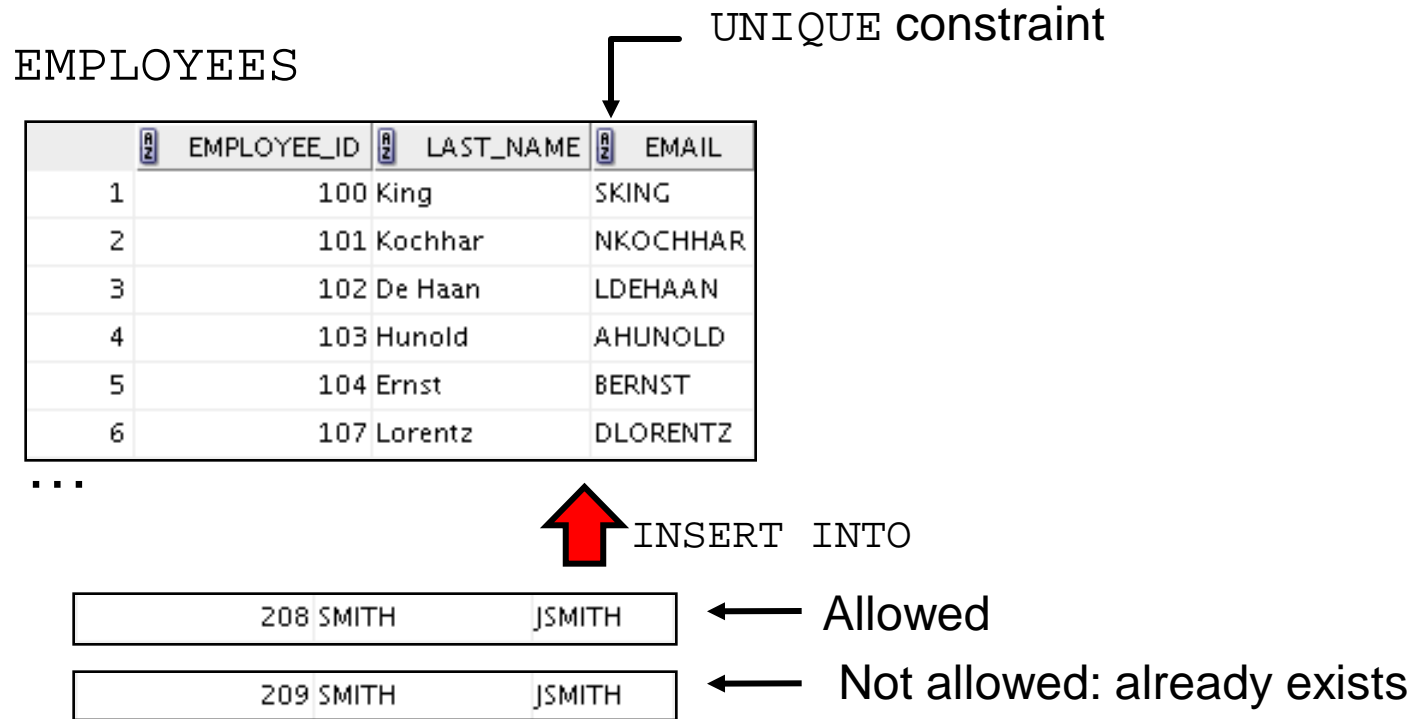 UNIQUE constraint
EMPLOYEES
EMPLOYEE_ID LAST_NAME EMAIL
1 100 King SKING
2 101 Kochhar NKOCHHAR
3 102 De Haan LDEHAAN
4 103 Hunold AHUNOLD
5 104 Ernst BERNST
6 107 Lorentz DLORENTZ
...
INSERT INTO
208 SMITH JSMITH Allowed
209 SMITH JSMITH Not allowed: already exists